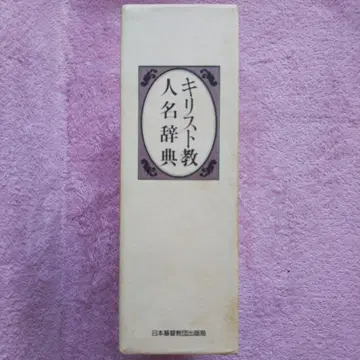 キリスト教
人名辞典
日本基督教団出版局